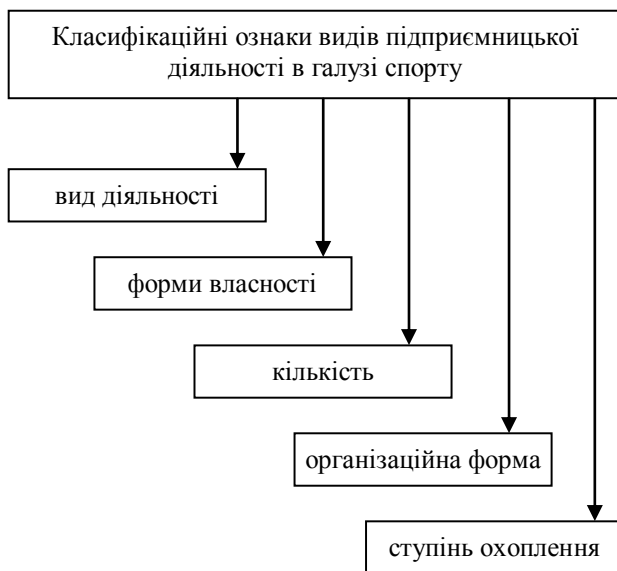 Класифікаційні ознаки видів підприємницької
діяльності в галузі спорту
вид діяльності
форми власності
кількість
організаційна форма
ступінь охоплення